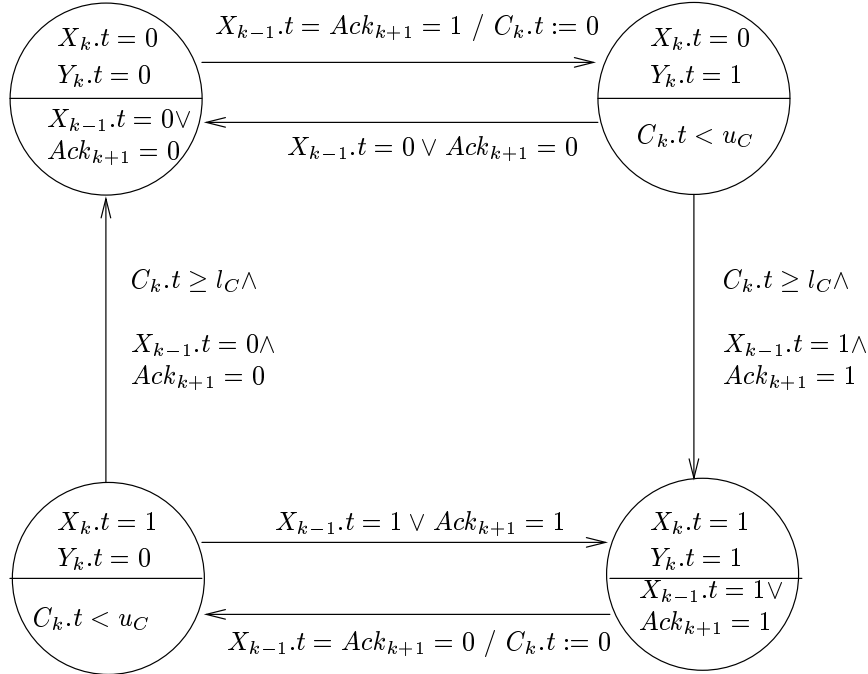 X_{k-1}.t = Ack_{k+1} = 1 / C_k.t := 0
X_k.t = 0
Y_k.t = 0
X_{k-1}.t = 0∨
Ack_{k+1} = 0
X_k.t = 0
Y_k.t = 1
C_k.t < u_C
X_{k-1}.t = 0 ∨ Ack_{k+1} = 0
C_k.t ≥ l_C∧
X_{k-1}.t = 0∧
Ack_{k+1} = 0
C_k.t ≥ l_C∧
X_{k-1}.t = 1∧
Ack_{k+1} = 1
X_k.t = 1
Y_k.t = 0
C_k.t < u_C
X_{k-1}.t = 1 ∨ Ack_{k+1} = 1
X_k.t = 1
Y_k.t = 1
X_{k-1}.t = 1∨
Ack_{k+1} = 1
X_{k-1}.t = Ack_{k+1} = 0 / C_k.t := 0